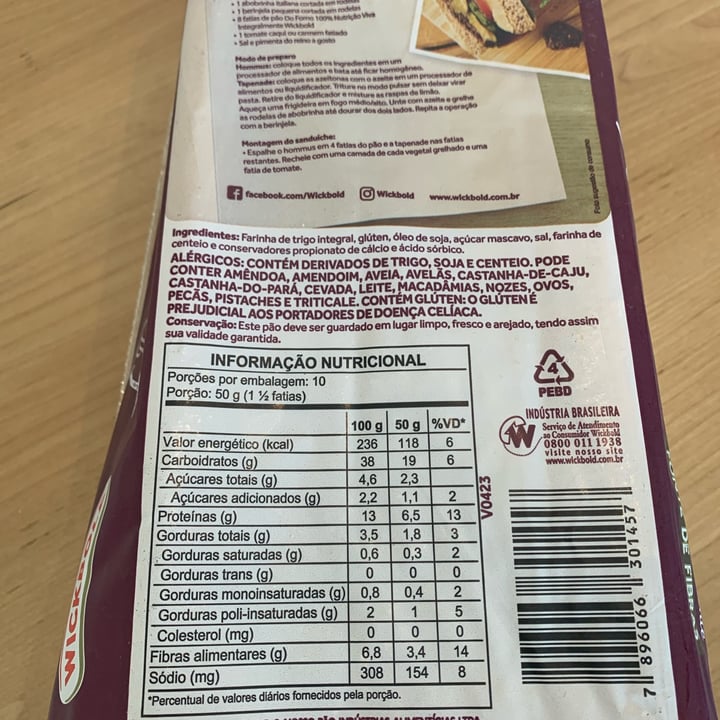 • 1 abobrinha italiana cortada em rodelas
• 1 berinjela pequena cortada em rodelas
• 8 fatias de pão Do Forno 100% Nutrição Viva
Integralmente Wickbold
• 1 tomate caqui ou carmem fatiado
• Sal e pimenta do reino a gosto
Modo de preparo
Hommus: coloque todos os ingredientes em um
processador de alimentos e bata até ficar homogêneo.
Tapenade: coloque as azeitonas com o azeite em um processador de
alimentos ou liquidificador. Triture no modo pulsar sem deixar virar
pasta. Retire do liquidificador e misture as raspas de limão.
Aqueça uma frigideira em fogo médio/alto. Unte com azeite e grelhe
as rodelas de abobrinha até dourar dos dois lados. Repita a operação
com a berinjela.
Montagem do sanduíche:
• Espalhe o hommus em 4 fatias do pão e a tapenade nas fatias
restantes. Recheie com uma camada de cada vegetal grelhado e uma
fatia de tomate.
facebook.com/Wickbold Wickbold www.wickbold.com.br
Foto sugestão de consumo
Ingredientes: Farinha de trigo integral, glúten, óleo de soja, açúcar mascavo, sal, farinha de
centeio e conservadores propionato de cálcio e ácido sórbico.
ALÉRGICOS: CONTÉM DERIVADOS DE TRIGO, SOJA E CENTEIO. PODE
CONTER AMÊNDOA, AMENDOIM, AVEIA, AVELÃS, CASTANHA-DE-CAJU,
CASTANHA-DO-PARÁ, CEVADA, LEITE, MACADÂMIAS, NOZES, OVOS,
PECÃS, PISTACHES E TRITICALE. CONTÉM GLÚTEN: O GLÚTEN É
PREJUDICIAL AOS PORTADORES DE DOENÇA CELÍACA.
Conservação: Este pão deve ser guardado em lugar limpo, fresco e arejado, tendo assim
sua validade garantida.
INFORMAÇÃO NUTRICIONAL
Porções por embalagem: 10
Porção: 50 g (1 ½ fatias)
100 g 50 g %VD*
Valor energético (kcal) 236 118 6
Carboidratos (g) 38 19 6
Açúcares totais (g) 4,6 2,3
Açúcares adicionados (g) 2,2 1,1 2
Proteínas (g) 13 6,5 13
Gorduras totais (g) 3,5 1,8 3
Gorduras saturadas (g) 0,6 0,3 2
Gorduras trans (g) 0 0 0
Gorduras monoinsaturadas (g) 0,8 0,4 2
Gorduras poli-insaturadas (g) 2 1 5
Colesterol (mg) 0 0 0
Fibras alimentares (g) 6,8 3,4 14
Sódio (mg) 308 154 8
*Percentual de valores diários fornecidos pela porção.
V0423
4
PEBD
INDÚSTRIA BRASILEIRA
W
Serviço de Atendimento
ao Consumidor Wickbold
0800 011 1938
visite nosso site
www.wickbold.com.br
7 896066 301457
DE FIBRAS
WICKBOLD